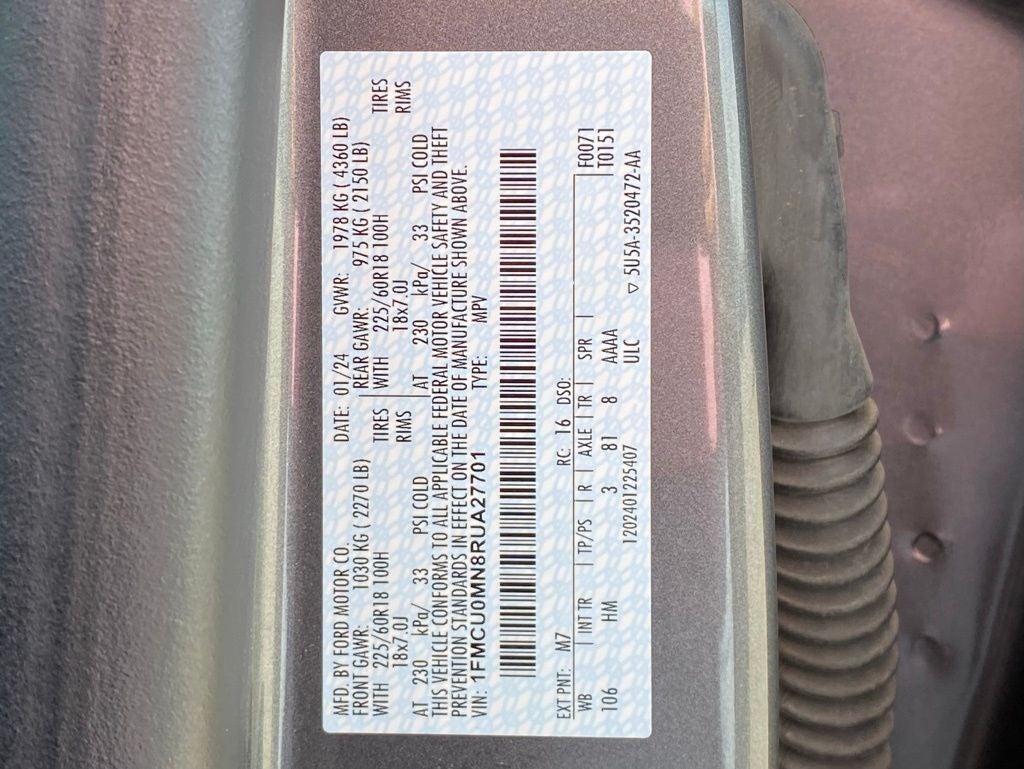 MFD. BY FORD MOTOR CO. DATE: 01/24 GVWR: 1978 KG ( 4360 LB)
FRONT GAWR: 1030 KG ( 2270 LB) REAR GAWR: 975 KG ( 2150 LB)
WITH 225/60R18 100H TIRES WITH 225/60R18 100H TIRES
18x7.0J RIMS 18x7.0J RIMS
AT 230 kPa/ 33 PSI COLD AT 230 kPa/ 33 PSI COLD
THIS VEHICLE CONFORMS TO ALL APPLICABLE FEDERAL MOTOR VEHICLE SAFETY AND THEFT
PREVENTION STANDARDS IN EFFECT ON THE DATE OF MANUFACTURE SHOWN ABOVE.
VIN: 1FMCU0MN8RUA27701 TYPE: MPV
EXT PNT: M7 RC: 16 DSO: F0071
WB | INT TR | TP/PS | R | AXLE | TR | SPR | T0151
106 HM 3 81 8 AAAA
120240122 5407 ULC ▽ 5U5A-3520472-AA